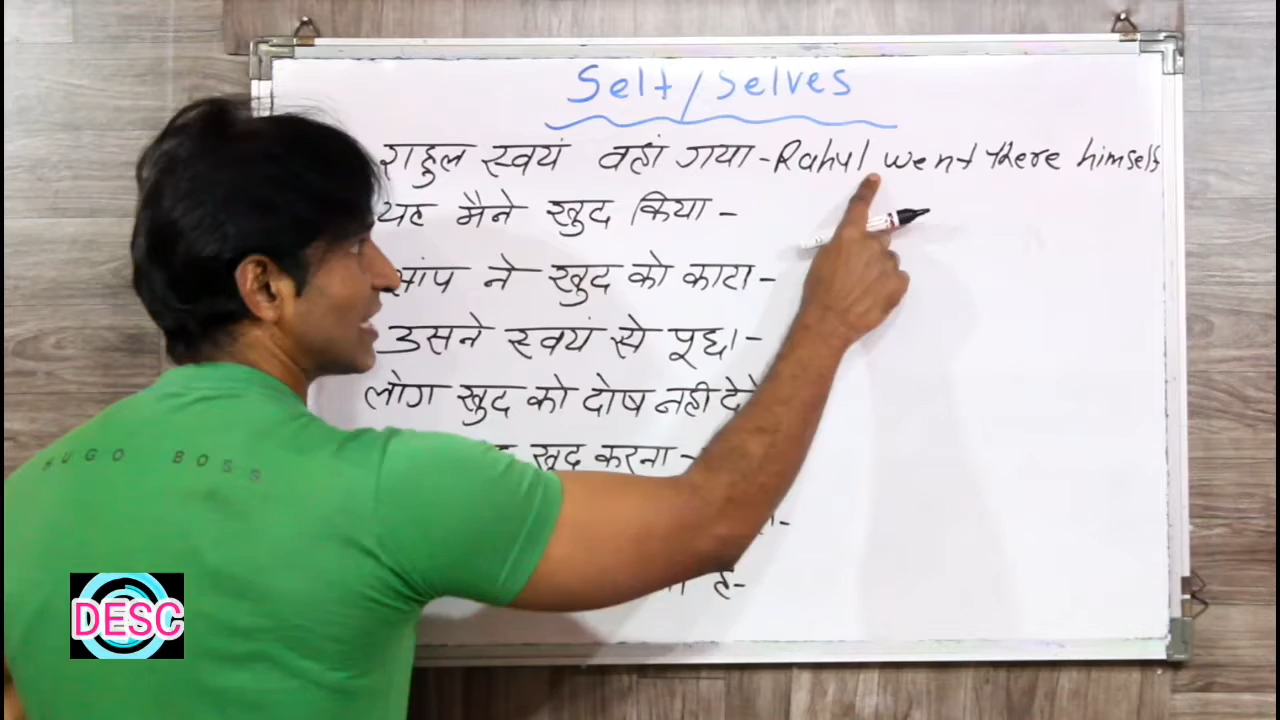 Self/Selves
राहुल स्वयं वहां गया - Rahul went there himself
यह मैने खुद किया -
सांप ने खुद को काटा -
उसने स्वयं से पूछा -
लोग खुद को दोष नही देते
खुद करना -
है -
HUGO BOSS
DESC